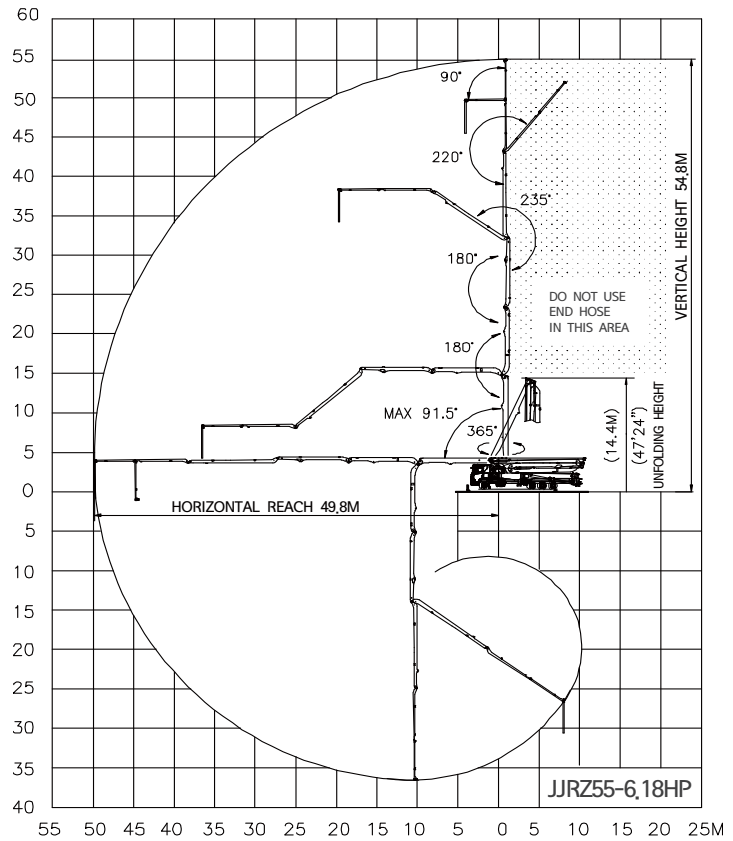 60
55
50
45
40
35
30
25
20
15
10
5
0
5
10
15
20
25
30
35
40
55 50 45 40 35 30 25 20 15 10 5 0 5 10 15 20 25M
90°
220°
235°
180°
180°
MAX 91.5°
365°
DO NOT USE
END HOSE
IN THIS AREA
VERTICAL HEIGHT 54,8M
(14.4M)
(47'24")
UNFOLDING HEIGHT
HORIZONTAL REACH 49,8M
JJRZ55-6,18HP